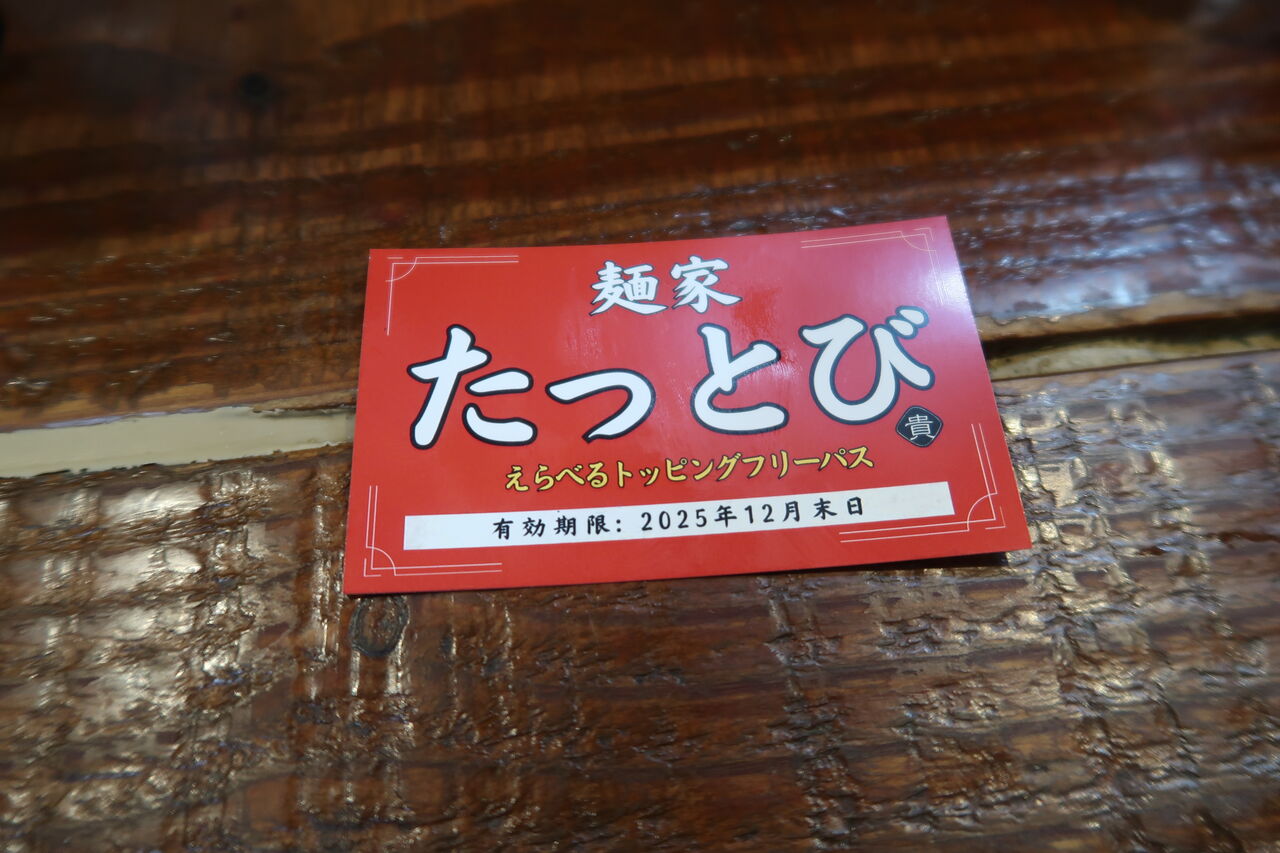 麺家
たっとび
貴
えらべるトッピングフリーパス
有効期限: 2025年12月末日